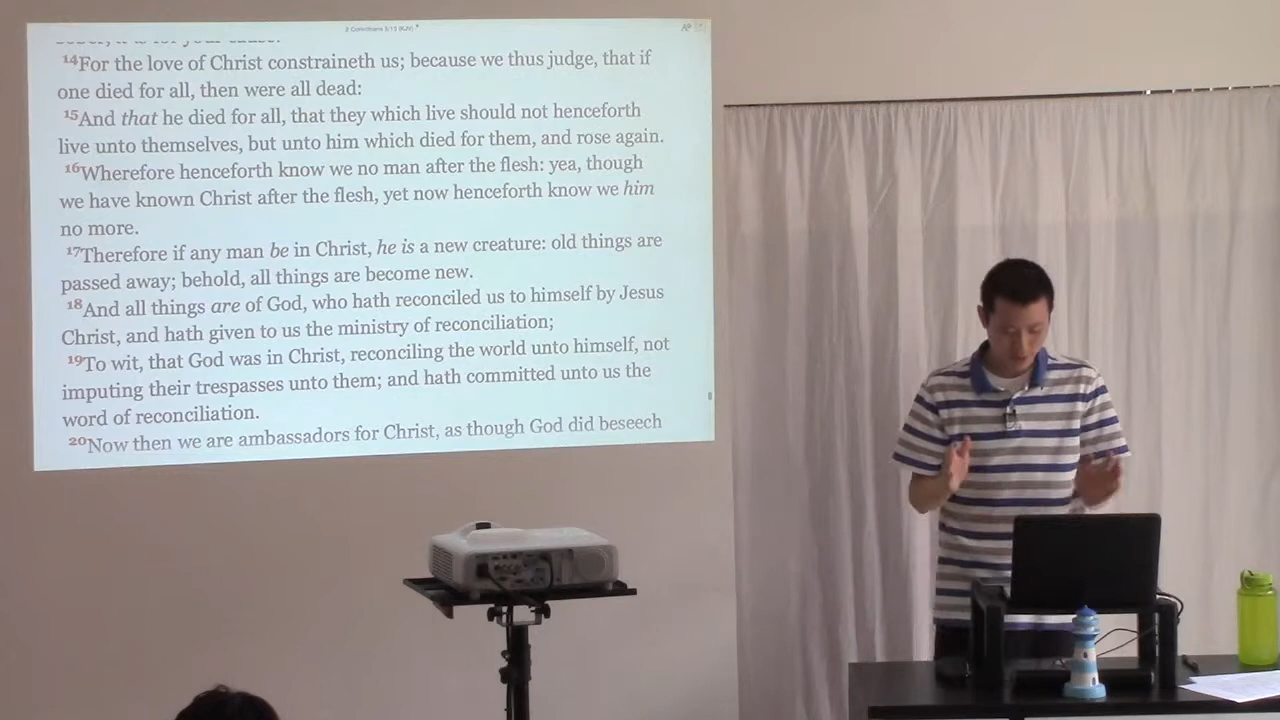 2 Corinthians 5:13 (KJV)
14For the love of Christ constraineth us; because we thus judge, that if
one died for all, then were all dead:
15And that he died for all, that they which live should not henceforth
live unto themselves, but unto him which died for them, and rose again.
16Wherefore henceforth know we no man after the flesh: yea, though
we have known Christ after the flesh, yet now henceforth know we him
no more.
17Therefore if any man be in Christ, he is a new creature: old things are
passed away; behold, all things are become new.
18And all things are of God, who hath reconciled us to himself by Jesus
Christ, and hath given to us the ministry of reconciliation;
19To wit, that God was in Christ, reconciling the world unto himself, not
imputing their trespasses unto them; and hath committed unto us the
word of reconciliation.
20Now then we are ambassadors for Christ, as though God did beseech